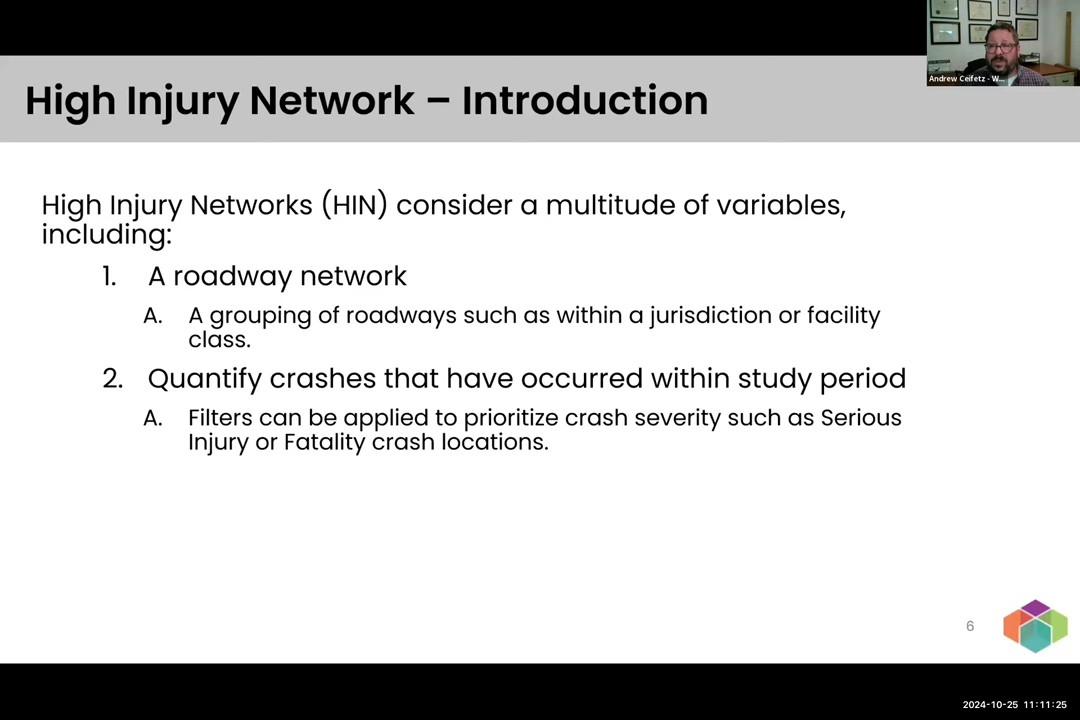 Andrew Ceifetz - W...
High Injury Network – Introduction
High Injury Networks (HIN) consider a multitude of variables,
including:
1. A roadway network
A. A grouping of roadways such as within a jurisdiction or facility
class.
2. Quantify crashes that have occurred within study period
A. Filters can be applied to prioritize crash severity such as Serious
Injury or Fatality crash locations.
6
2024-10-25 11:11:25